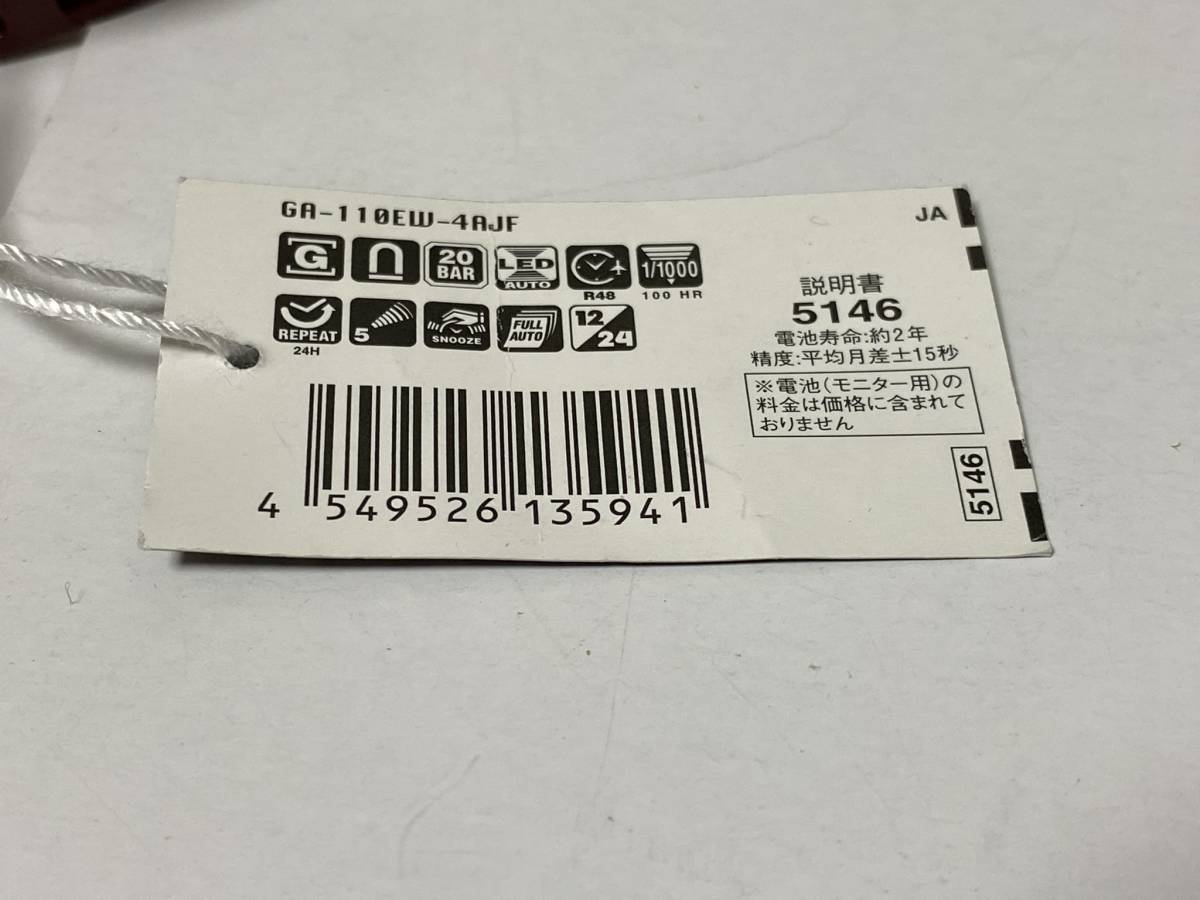 GA-110EW-4AJF
JA
G
20
BAR
LED
AUTO
R48
1/1000
100 HR
REPEAT
24H
5
SNOOZE
FULL
AUTO
12/24
説明書
5146
電池寿命:約2年
精度:平均月差±15秒
※電池(モニター用)の
料金は価格に含まれて
おりません
5146
4 549526 135941